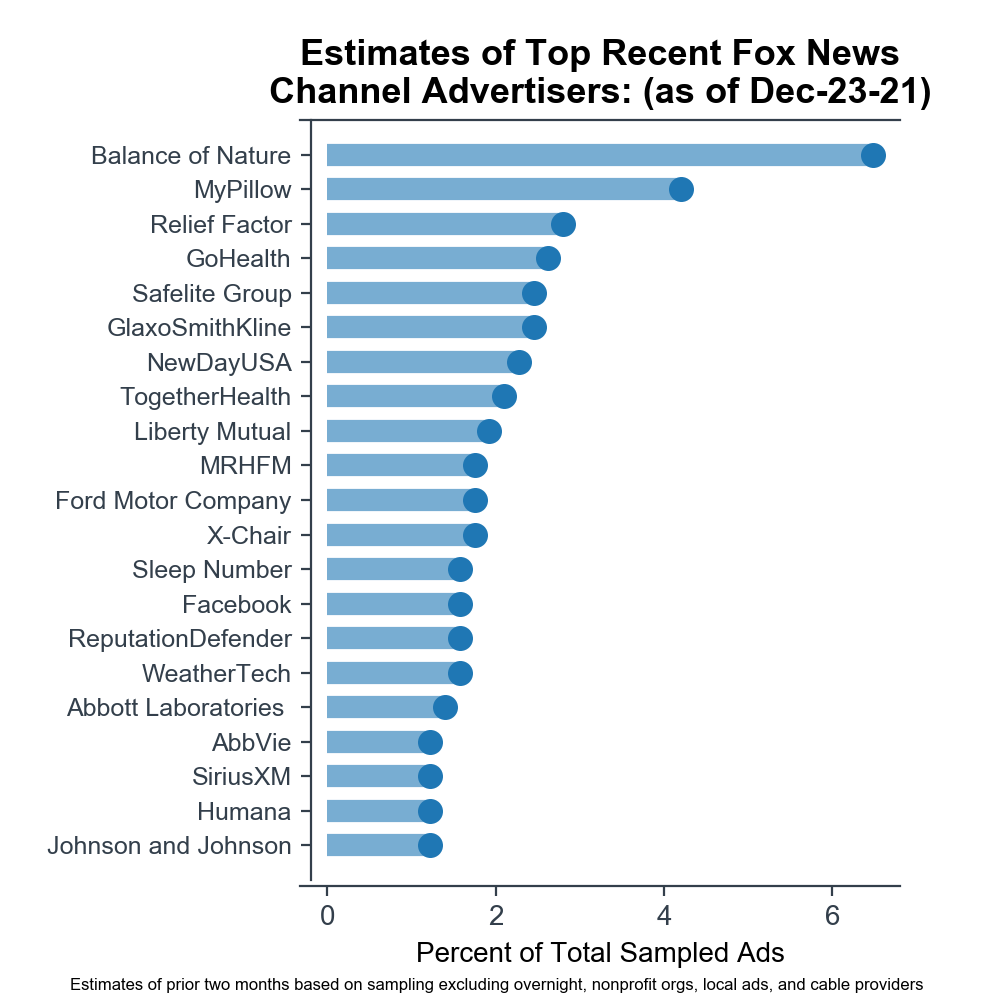 Estimates of Top Recent Fox News
Channel Advertisers: (as of Dec-23-21)
Balance of Nature
MyPillow
Relief Factor
GoHealth
Safelite Group
GlaxoSmithKline
NewDayUSA
TogetherHealth
Liberty Mutual
MRHFM
Ford Motor Company
X-Chair
Sleep Number
Facebook
ReputationDefender
WeatherTech
Abbott Laboratories
AbbVie
SiriusXM
Humana
Johnson and Johnson
0 2 4 6
Percent of Total Sampled Ads
Estimates of prior two months based on sampling excluding overnight, nonprofit orgs, local ads, and cable providers